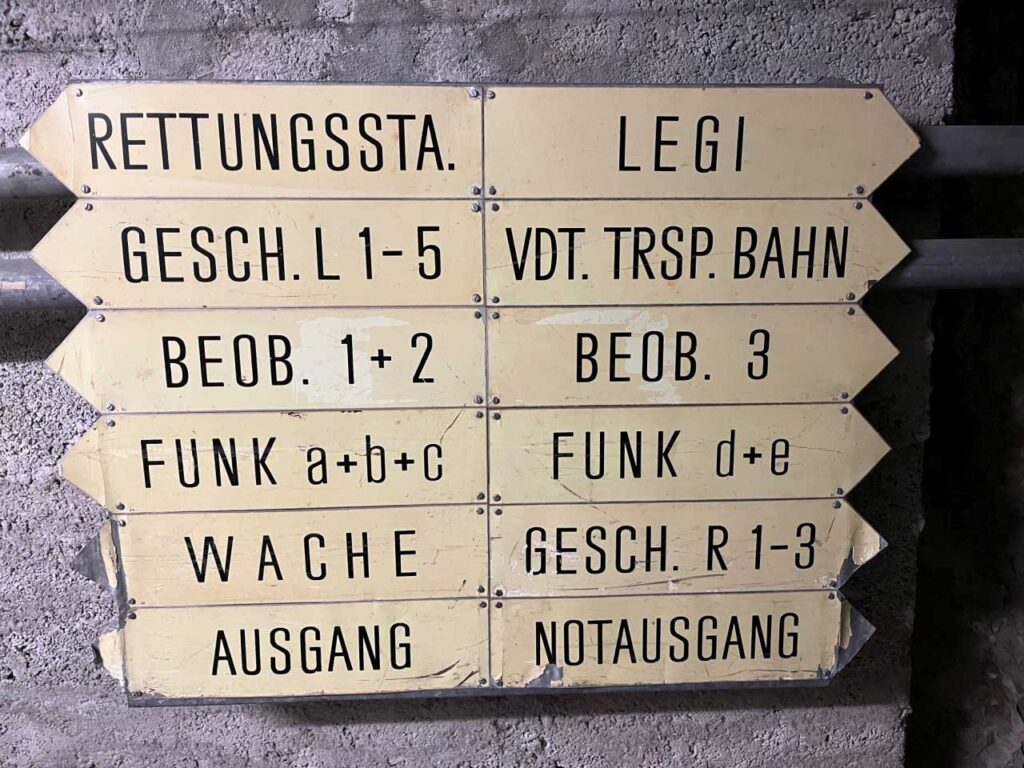 RETTUNGSSTA. LEGI
GESCH. L 1-5 VDT. TRSP. BAHN
BEOB. 1+2 BEOB. 3
FUNK a+b+c FUNK d+e
WACHE GESCH. R 1-3
AUSGANG NOTAUSGANG